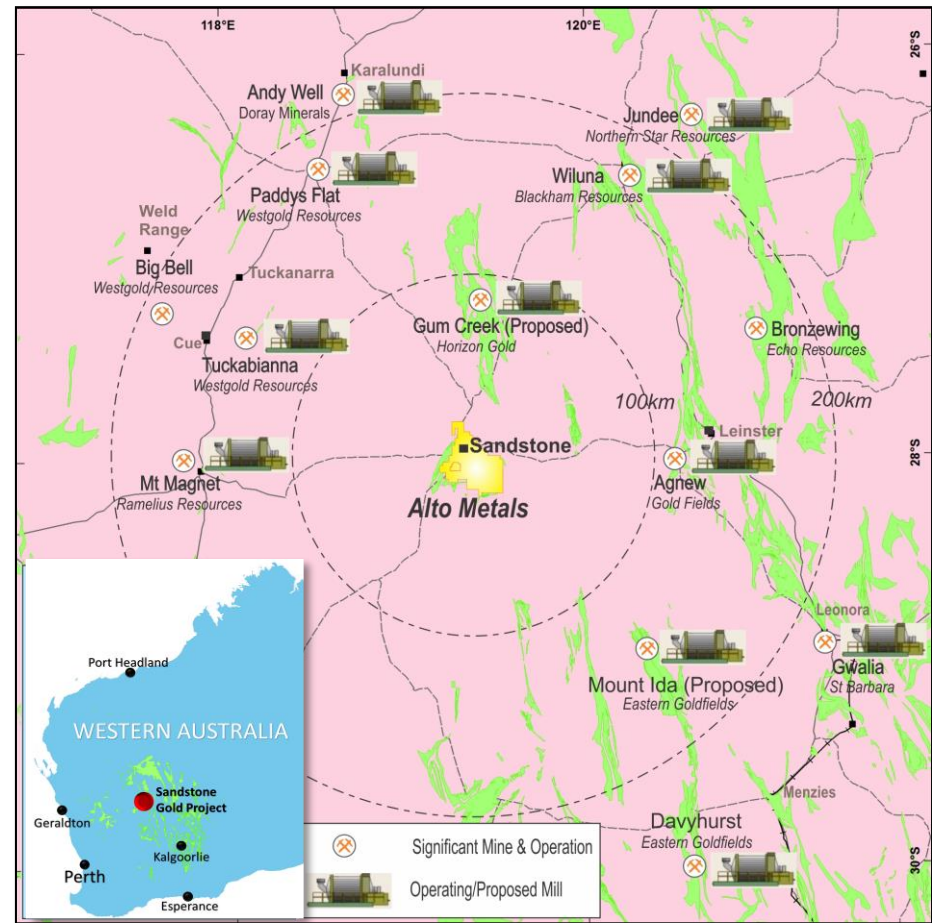 118°E
120°E
26°S
Karalundi
Andy Well
Doray Minerals
Jundee
Northern Star Resources
Paddys Flat
Westgold Resources
Wiluna
Blackham Resources
Weld
Range
Big Bell
Westgold Resources
Tuckanarra
Gum Creek (Proposed)
Horizon Gold
Bronzewing
Echo Resources
Cue
Tuckabianna
Westgold Resources
100km
200km
Leinster
Sandstone
28°S
Mt Magnet
Ramelius Resources
Agnew
Gold Fields
Alto Metals
Leonora
Gwalia
St Barbara
Mount Ida (Proposed)
Eastern Goldfields
Menzies
Davyhurst
Eastern Goldfields
30°S
Port Headland
WESTERN AUSTRALIA
Sandstone
Gold Project
Geraldton
Kalgoorlie
Perth
Esperance
Significant Mine & Operation
Operating/Proposed Mill